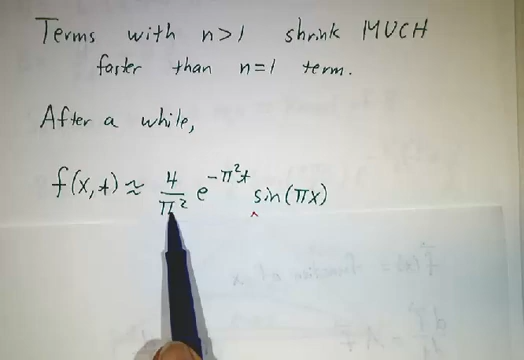 Terms with n>1 shrink MUCH
faster than n=1 term.
After a while,
f(x,t) ≈ 4/π² e^(-π²t) sin(πx)